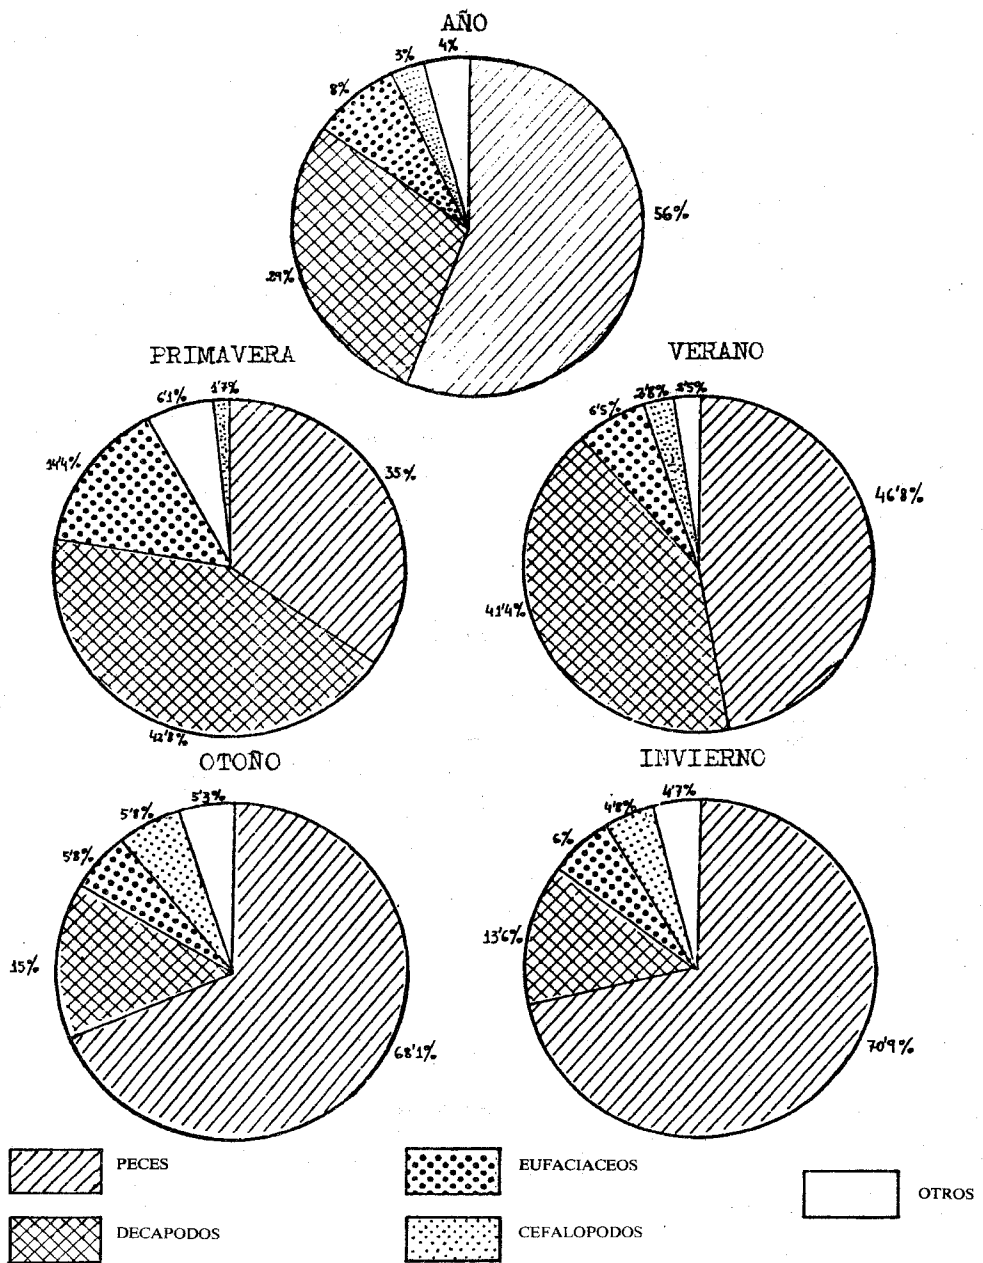 AÑO
3%
4%
8%
56%
29%
PRIMAVERA
6'1%
1'7%
14'4%
35%
42'8%
VERANO
6'5%
2'8%
2'5%
46'8%
41'4%
OTOÑO
5'8%
5'3%
5'8%
15%
68'1%
INVIERNO
4'8%
4'7%
6%
13'6%
70'9%
PECES
EUFACIACEOS
OTROS
DECAPODOS
CEFALOPODOS